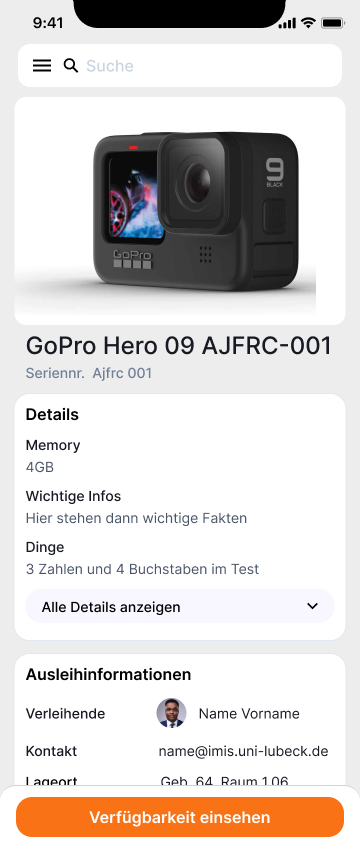 9:41
Suche
9
BLACK
GoPro
GoPro Hero 09 AJFRC-001
Seriennr. Ajfrc 001
Details
Memory
4GB
Wichtige Infos
Hier stehen dann wichtige Fakten
Dinge
3 Zahlen und 4 Buchstaben im Test
Alle Details anzeigen
Ausleihinformationen
Verleihende Name Vorname
Kontakt name@imis.uni-lubeck.de
Lageort Geb. 64, Raum 1.06
Verfügbarkeit einsehen